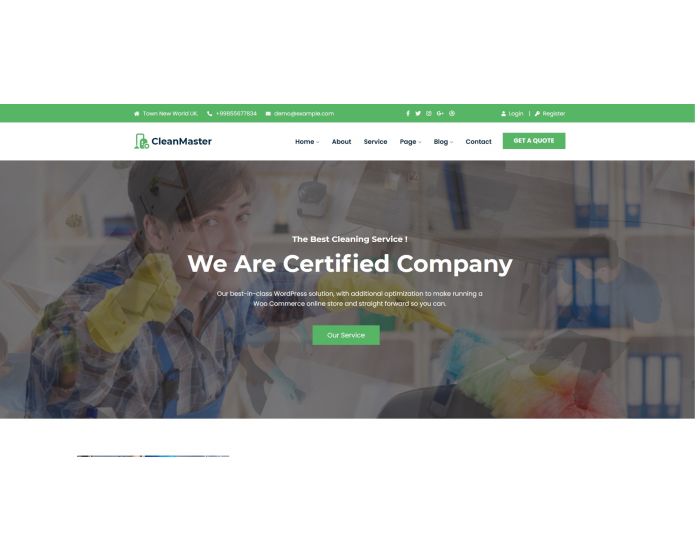 Town New World UK. +99855677834 demo@example.com Login | Register
CleanMaster Home About Service Page Blog Contact GET A QUOTE
The Best Cleaning Service !
We Are Certified Company
Our best-in-class WordPress solution, with additional optimization to make running a
Woo Commerce online store and straight forward so you can.
Our Service